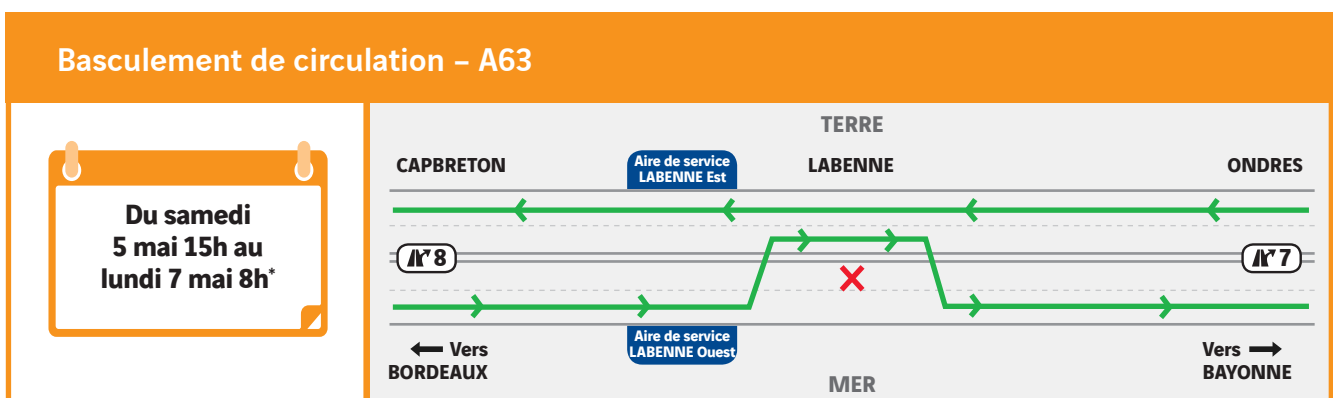 Basculement de circulation – A63
Du samedi
5 mai 15h au
lundi 7 mai 8h*
TERRE
CAPBRETON
Aire de service
LABENNE Est
LABENNE
ONDRES
8
7
Aire de service
LABENNE Ouest
Vers
BORDEAUX
Vers
BAYONNE
MER